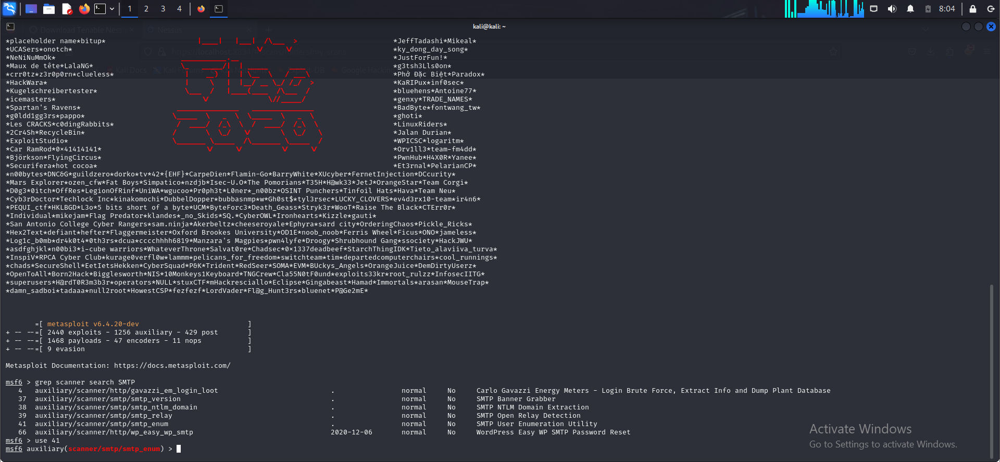 1 2 3 4 8:04
kali@kali: ~
Download Tenable Nessus
Nessus
*placeholder name*bitup* *JeffTadashi*Mikeal*
*UCASers*onotch* *ky_dong_day_song*
*NeNiNuMmOk* *JustForFun!*
*Maux de tête*LalaNG* *g3tsh3Lls0on*
*crr0tz*z3r0p0rn*clueless* *Phở Đặc Biệt*Paradox*
*HackWara* *KaRIPux*inf0sec*
*Kugelschreibertester* *bluehens*Antoine77*
*icemasters* *genxy*TRADE_NAMES*
*Spartan's Ravens* *BadByte*fontwang_tw*
*g0ldd1gg3rs*pappo* *ghoti*
*Les CRACKS*c0dingRabbits* *LinuxRiders*
*2Cr4Sh*RecycleBin* *Jalan Durian*
*ExploitStudio* *WPICSC*logaritm*
*Car RamRod*0×41414141* *Orv1ll3*team-fm4dd*
*Björkson*FlyingCircus* *PwnHub*H4X0R*Yanee*
*Securifera*hot cocoa* *Et3rnal*PelarianCP*
*n00bytes*DNC&G*guildzero*dorko*tv*42*{EHF}*CarpeDien*Flamin-Go*BarryWhite*XUcyber*FernetInjection*DCcurity*
*Mars Explorer*ozen_cfw*Fat Boys*Simpatico*nzdjb*Isec-U.O*The Pomorians*T35H*H@wk33*JetJ*OrangeStar*Team Corgi*
*D0g3*0itch*OffRes*LegionOfRinf*UniWA*wgucoo*Pr0ph3t*L0ner*_n00bz*OSINT Punchers*Tinfoil Hats*Hava*Team Neu*
*Cyb3rDoctor*Techlock Inc*kinakomochi*DubbelDopper*bubbasnmp*w*Gh0st$*tyl3rsec*LUCKY_CLOVERS*ev4d3rx10-team*ir4n6*
*PEQUI_ctf*HKLBGD*L3o*5 bits short of a byte*UCM*ByteForc3*Death_Geass*Stryk3r*WooT*Raise The Black*CTErr0r*
*Individual*mikejam*Flag Predator*klandes*_no_Skids*SQ.*CyberOWL*Ironhearts*Kizzle*gauti*
*San Antonio College Cyber Rangers*sam.ninja*Akerbeltz*cheeseroyale*Ephyra*sard city*OrderingChaos*Pickle_Ricks*
*Hex2Text*defiant*hefter*Flaggermeister*Oxford Brookes University*OD1E*noob_noob*Ferris Wheel*Ficus*ONO*jameless*
*Log1c_b0mb*dr4k0t4*0th3rs*dcua*cccchhhh6819*Manzara's Magpies*pwn4lyfe*Droogy*Shrubhound Gang*ssociety*HackJWU*
*asdfghjkl*n00bi3*i-cube warriors*WhateverThrone*Salvat0re*Chadsec*0×1337deadbeef*StarchThingIDK*Tieto_alaviiva_turva*
*InspiV*RPCA Cyber Club*kurage0verfl0w*lammm*pelicans_for_freedom*switchteam*tim*departedcomputerchairs*cool_runnings*
*chads*SecureShell*EetIetsHekken*CyberSquad*P&K*Trident*RedSeer*SOMA*EVM*BUckys_Angels*OrangeJuice*DemDirtyUserz*
*OpenToAll*Born2Hack*Bigglesworth*NIS*10Monkeys1Keyboard*TNGCrew*Cla55N0tF0und*exploits33kr*root_rulzz*InfosecIITG*
*superusers*H@rdT0R3m3b3r*operators*NULL*stuxCTF*mHackresciallo*Eclipse*Gingabeast*Hamad*Immortals*arasan*MouseTrap*
*damn_sadboi*tadaaa*null2root*HowestCSP*fezfezf*LordVader*Fl@g_Hunt3rs*bluenet*P@Ge2mE*
=[ metasploit v6.4.20-dev ]
+ -- --=[ 2440 exploits - 1256 auxiliary - 429 post ]
+ -- --=[ 1468 payloads - 47 encoders - 11 nops ]
+ -- --=[ 9 evasion ]
Metasploit Documentation: https://docs.metasploit.com/
msf6 > grep scanner search SMTP
4 auxiliary/scanner/http/gavazzi_em_login_loot . normal No Carlo Gavazzi Energy Meters - Login Brute Force, Extract Info and Dump Plant Database
37 auxiliary/scanner/smtp/smtp_version . normal No SMTP Banner Grabber
38 auxiliary/scanner/smtp/smtp_ntlm_domain . normal No SMTP NTLM Domain Extraction
39 auxiliary/scanner/smtp/smtp_relay . normal No SMTP Open Relay Detection
41 auxiliary/scanner/smtp/smtp_enum . normal No SMTP User Enumeration Utility
66 auxiliary/scanner/http/wp_easy_wp_smtp 2020-12-06 normal No WordPress Easy WP SMTP Password Reset
msf6 > use 41
msf6 auxiliary(scanner/smtp/smtp_enum) >
Activate Windows
Go to Settings to activate Windows.